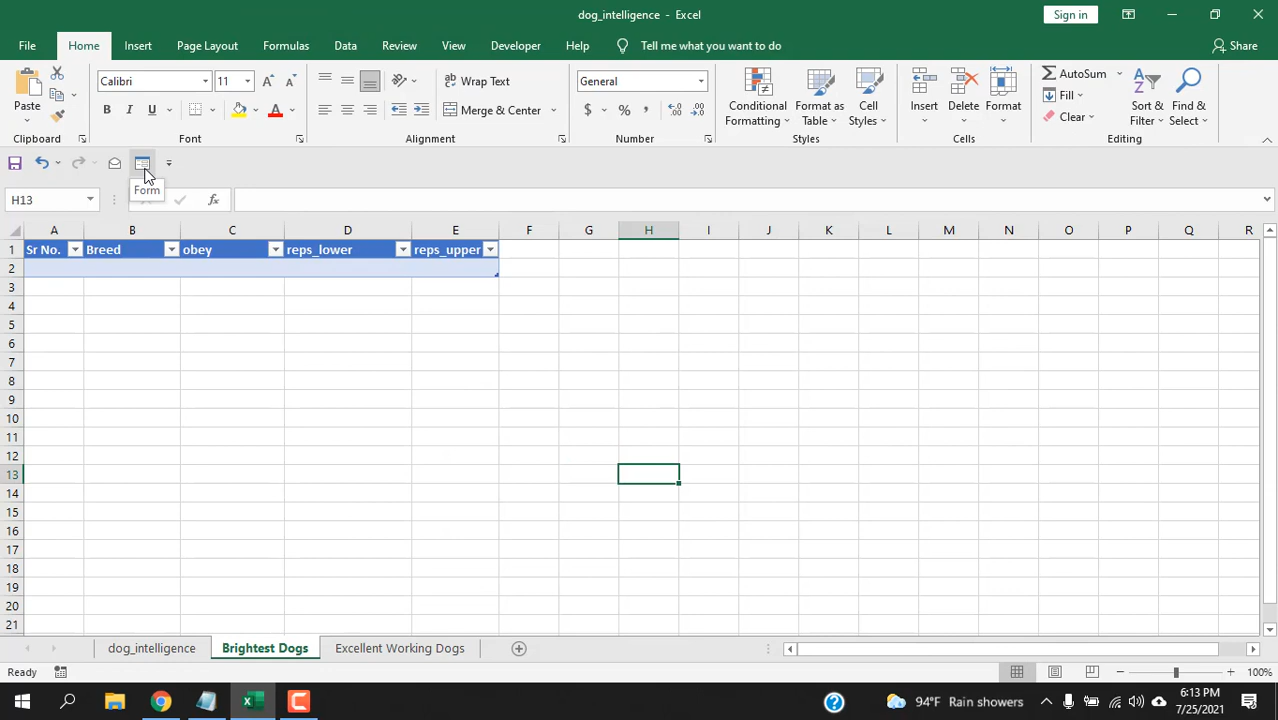 dog_intelligence - Excel
Sign in
File Home Insert Page Layout Formulas Data Review View Developer Help Tell me what you want to do Share
Calibri 11 A A Wrap Text General AutoSum
Paste Conditional Formatting Format as Table Cell Styles Insert Delete Format Fill Sort & Filter Find & Select
B I U A Merge & Center $ % , Clear
Clipboard Font Alignment Number Styles Cells Editing
Form
H13 fx
A B C D E F G H I J K L M N O P Q R
1 Sr No. Breed obey reps_lower reps_upper
2
3
4
5
6
7
8
9
10
11
12
13
14
15
16
17
18
19
20
21
dog_intelligence Brightest Dogs Excellent Working Dogs
Ready 100%
94°F Rain showers 6:13 PM
7/25/2021